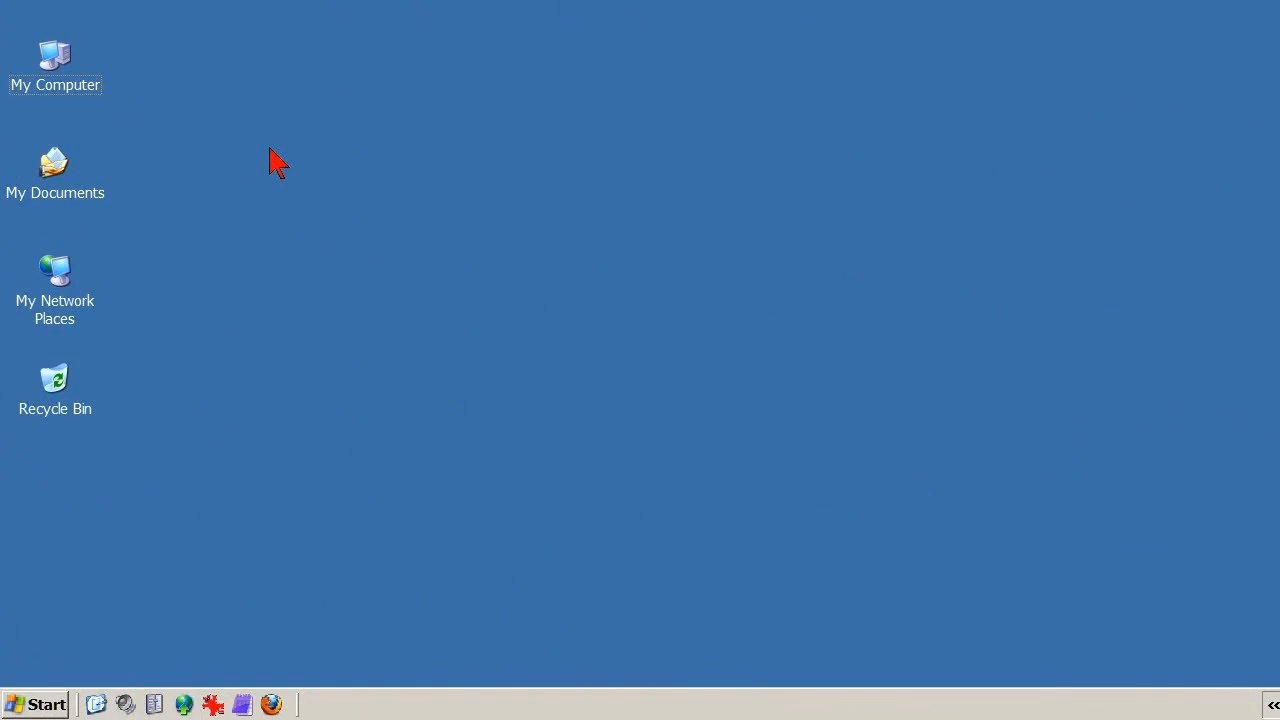 My Computer
My Documents
My Network
Places
Recycle Bin
Start